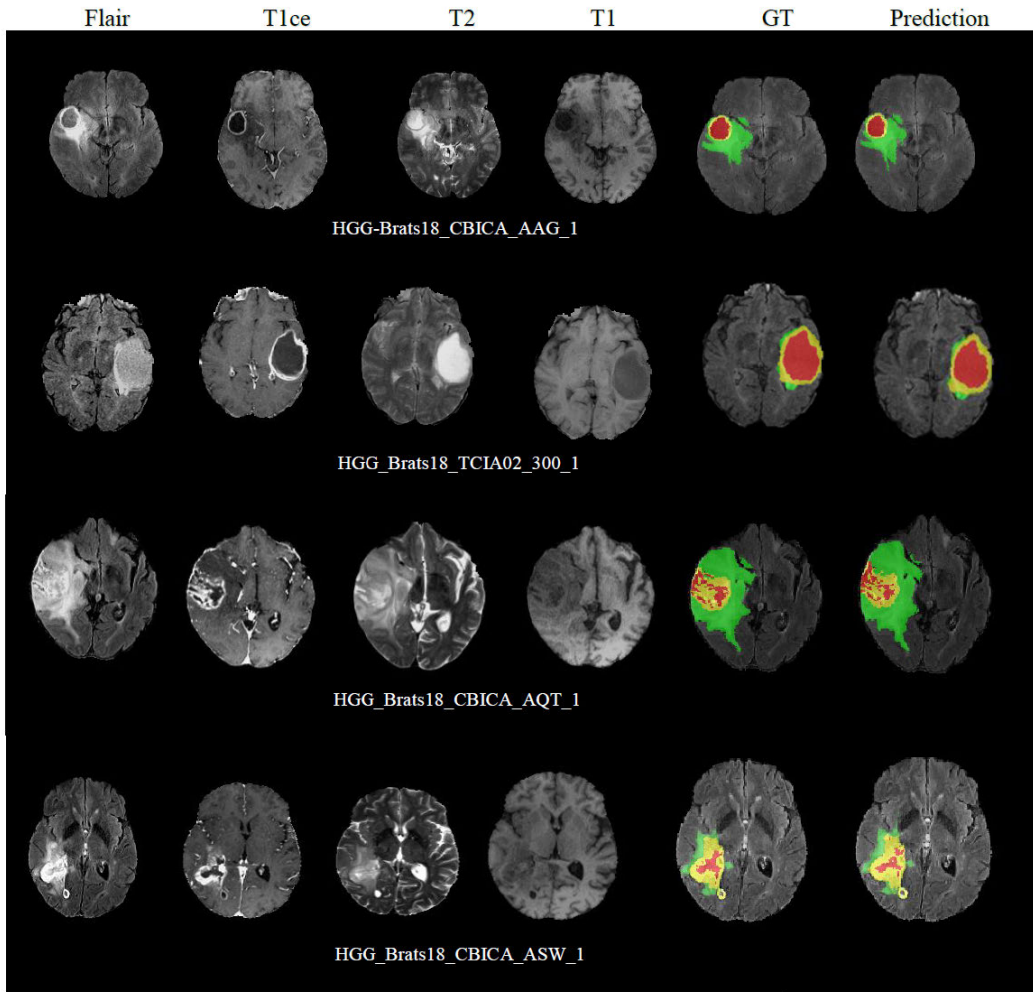 Flair T1ce T2 T1 GT Prediction
HGG-Brats18_CBICA_AAG_1
HGG_Brats18_TCIA02_300_1
HGG_Brats18_CBICA_AQT_1
HGG_Brats18_CBICA_ASW_1